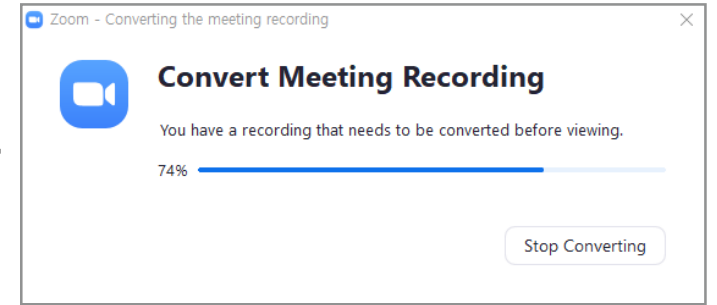 Zoom - Converting the meeting recording
Convert Meeting Recording
You have a recording that needs to be converted before viewing.
74%
Stop Converting